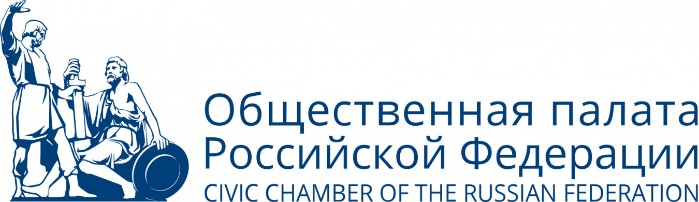 Общественная палата
Российской Федерации
CIVIC CHAMBER OF THE RUSSIAN FEDERATION